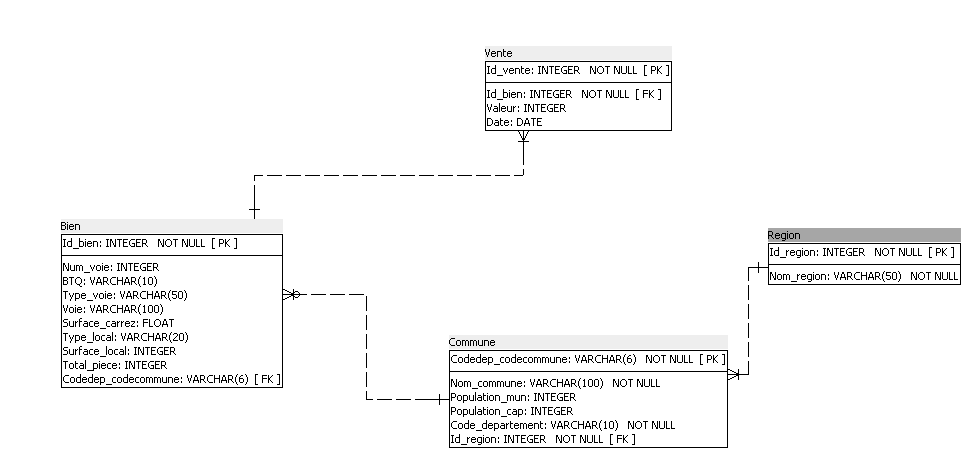 Vente
Id_vente: INTEGER NOT NULL [ PK ]
Id_bien: INTEGER NOT NULL [ FK ]
Valeur: INTEGER
Date: DATE
Bien
Id_bien: INTEGER NOT NULL [ PK ]
Num_voie: INTEGER
BTQ: VARCHAR(10)
Type_voie: VARCHAR(50)
Voie: VARCHAR(100)
Surface_carrez: FLOAT
Type_local: VARCHAR(20)
Surface_local: INTEGER
Total_piece: INTEGER
Codedep_codecommune: VARCHAR(6) [ FK ]
Region
Id_region: INTEGER NOT NULL [ PK ]
Nom_region: VARCHAR(50) NOT NULL
Commune
Codedep_codecommune: VARCHAR(6) NOT NULL [ PK ]
Nom_commune: VARCHAR(100) NOT NULL
Population_mun: INTEGER
Population_cap: INTEGER
Code_departement: VARCHAR(10) NOT NULL
Id_region: INTEGER NOT NULL [ FK ]